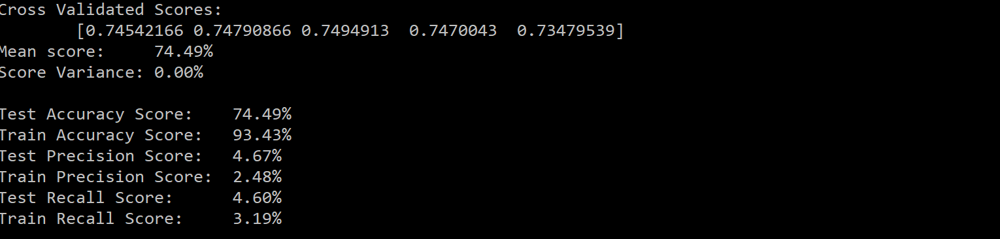 Cross Validated Scores:
[0.74542166 0.74790866 0.7494913 0.7470043 0.73479539]
Mean score: 74.49%
Score Variance: 0.00%
Test Accuracy Score: 74.49%
Train Accuracy Score: 93.43%
Test Precision Score: 4.67%
Train Precision Score: 2.48%
Test Recall Score: 4.60%
Train Recall Score: 3.19%